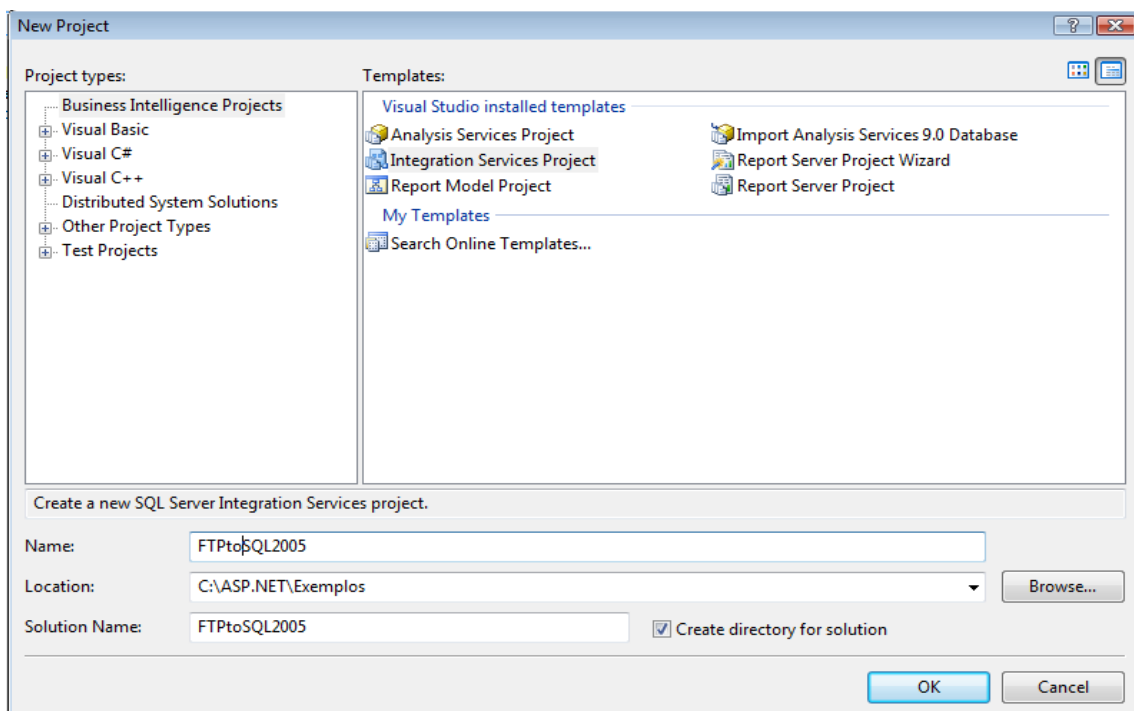 New Project
Project types:
Templates:
Business Intelligence Projects
Visual Basic
Visual C#
Visual C++
Distributed System Solutions
Other Project Types
Test Projects
Visual Studio installed templates
Analysis Services Project
Import Analysis Services 9.0 Database
Integration Services Project
Report Server Project Wizard
Report Model Project
Report Server Project
My Templates
Search Online Templates...
Create a new SQL Server Integration Services project.
Name:
FTPtoSQL2005
Location:
C:\ASP.NET\Exemplos
Browse...
Solution Name:
FTPtoSQL2005
Create directory for solution
OK
Cancel